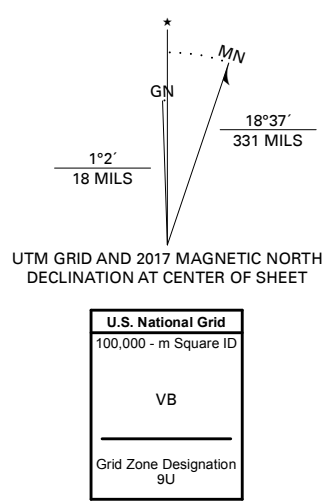 ★
MN
GN
18°37´
331 MILS
1°2´
18 MILS
UTM GRID AND 2017 MAGNETIC NORTH
DECLINATION AT CENTER OF SHEET
U.S. National Grid
100,000 - m Square ID
VB
Grid Zone Designation
9U